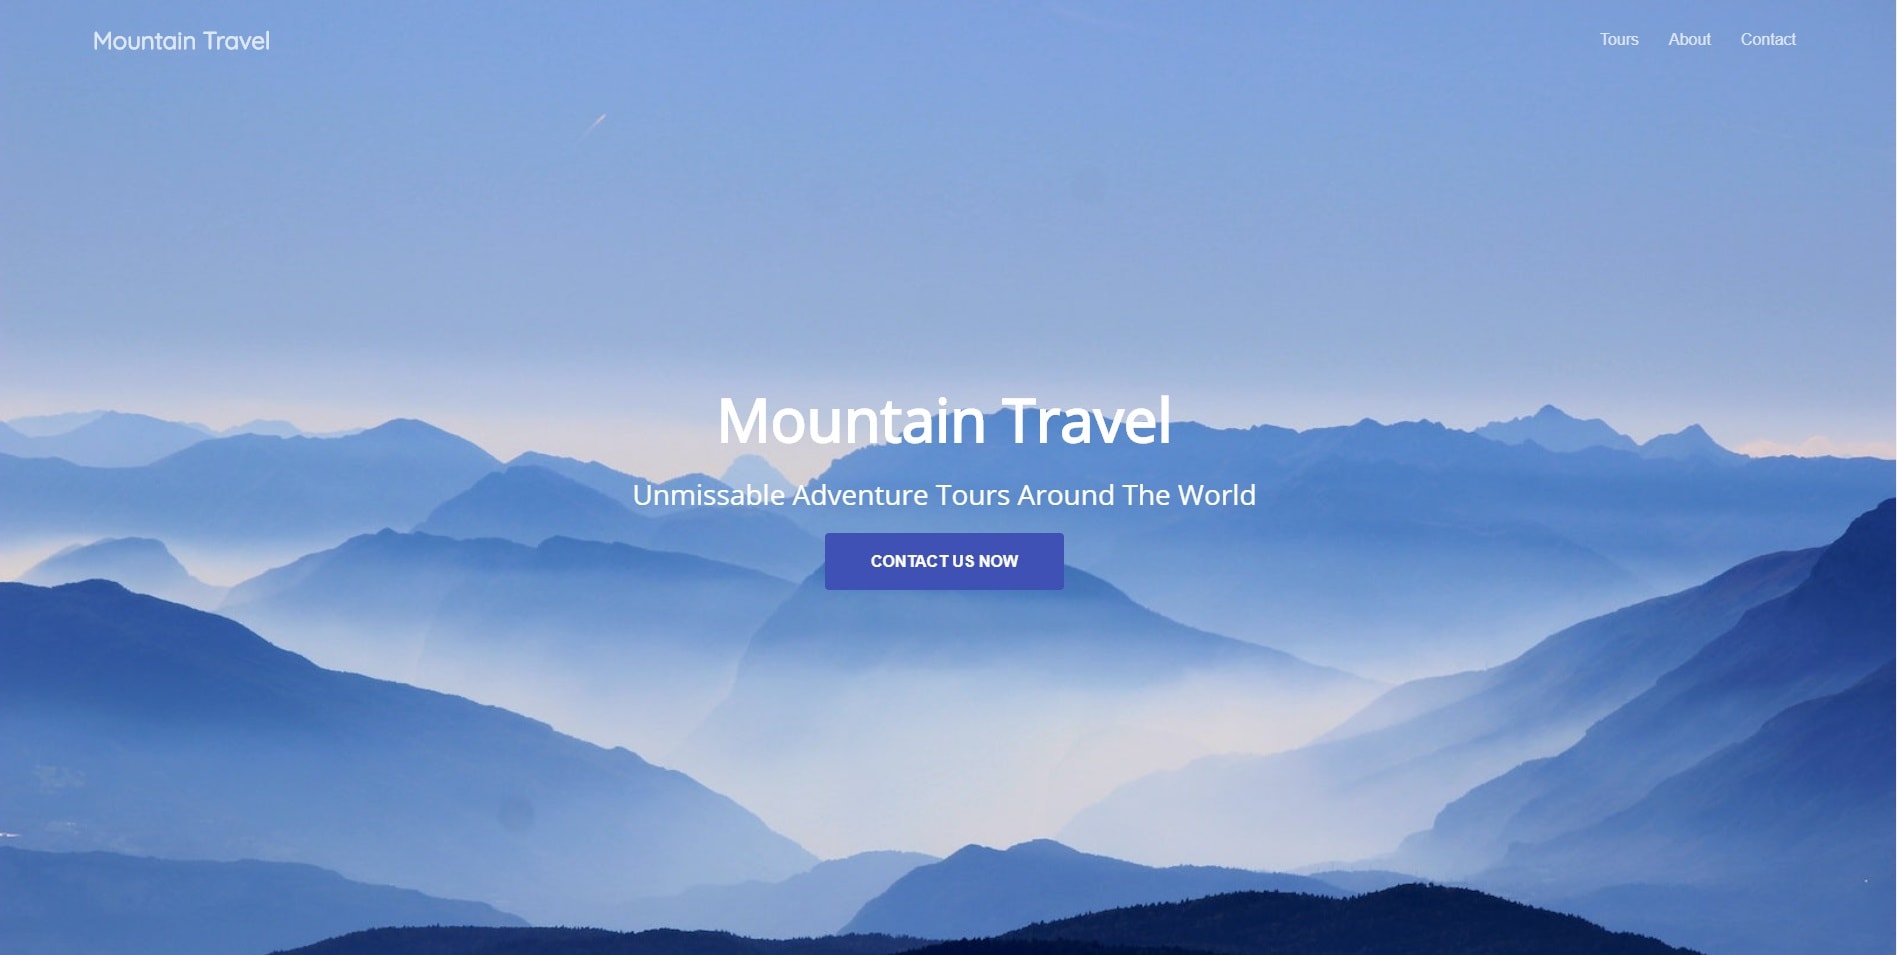 Mountain Travel
Tours About Contact
Mountain Travel
Unmissable Adventure Tours Around The World
CONTACT US NOW